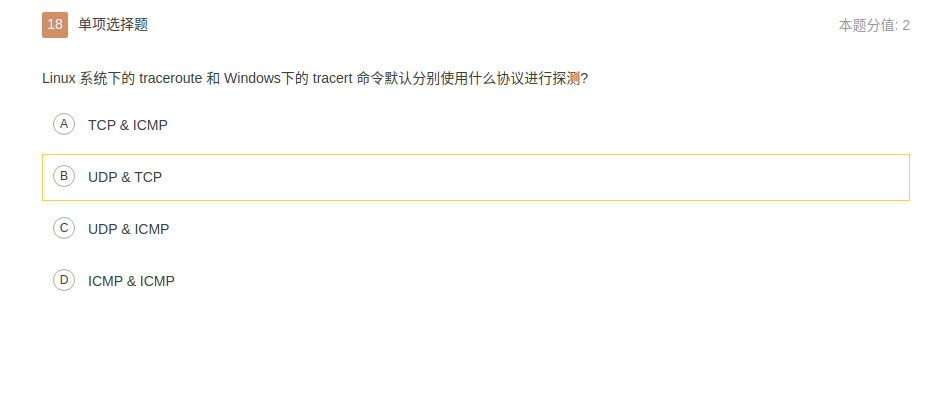 18 单项选择题 本题分值: 2
Linux 系统下的 traceroute 和 Windows下的 tracert 命令默认分别使用什么协议进行探测?
A TCP & ICMP
B UDP & TCP
C UDP & ICMP
D ICMP & ICMP